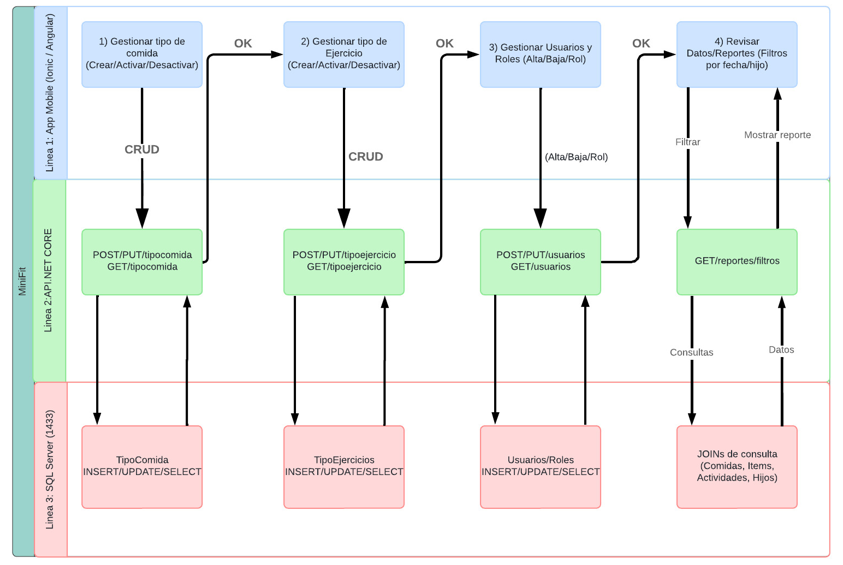 MiniFit
Linea 1: App Mobile (Ionic / Angular)
1) Gestionar tipo de
comida
(Crear/Activar/Desactivar)
OK
2) Gestionar tipo de
Ejercicio
(Crear/Activar/Desactivar)
OK
3) Gestionar Usuarios y
Roles (Alta/Baja/Rol)
OK
4) Revisar
Datos/Reportes (Filtros
por fecha/hijo)
CRUD
CRUD
(Alta/Baja/Rol)
Filtrar
Mostrar reporte
Linea 2:API.NET CORE
POST/PUT/tipocomida
GET/tipocomida
POST/PUT/tipoejercicio
GET/tipoejercicio
POST/PUT/usuarios
GET/usuarios
GET/reportes/filtros
Consultas
Datos
Linea 3: SQL Server (1433)
TipoComida
INSERT/UPDATE/SELECT
TipoEjercicios
INSERT/UPDATE/SELECT
Usuarios/Roles
INSERT/UPDATE/SELECT
JOINs de consulta
(Comidas, Items,
Actividades, Hijos)